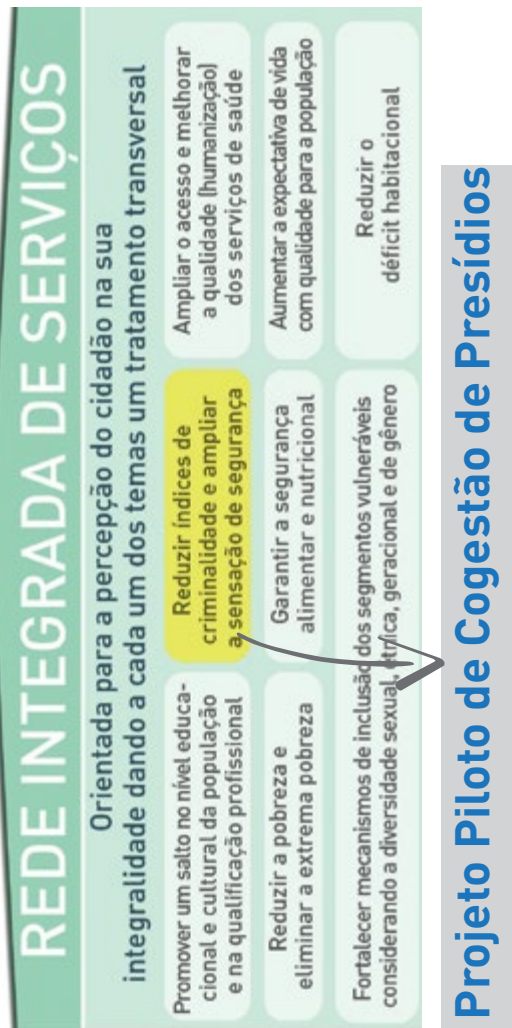 REDE INTEGRADA DE SERVIÇOS
Orientada para a percepção do cidadão na sua
integralidade dando a cada um dos temas um tratamento transversal
Promover um salto no nível educa-
cional e cultural da população
e na qualificação profissional
Reduzir índices de
criminalidade e ampliar
a sensação de segurança
Ampliar o acesso e melhorar
a qualidade (humanização)
dos serviços de saúde
Reduzir a pobreza e
eliminar a extrema pobreza
Garantir a segurança
alimentar e nutricional
Aumentar a expectativa de vida
com qualidade para a população
Fortalecer mecanismos de inclusão dos segmentos vulneráveis
considerando a diversidade sexual, étnica, geracional e de gênero
Reduzir o
déficit habitacional
Projeto Piloto de Cogestão de Presídios